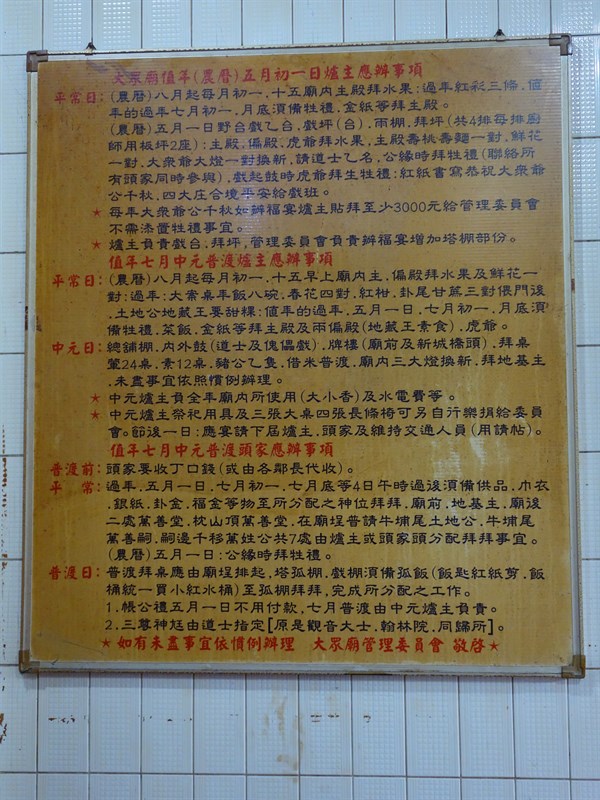 大眾廟值年(農曆)五月初一日爐主應辦事項
平常日:(農曆)八月起每月初一.十五廟內主殿拜水果:過年紅彩三條.值
年的過年七月初一.月底須備牲禮.金紙等拜主殿。
(農曆)五月一日野台戲乙台.戲坪(台).雨棚.拜坪(共4排每排廚
師用板坪2座):主殿.偏殿.虎爺拜水果.主殿壽桃壽麵一對.鮮花
一對.大眾爺大燈一對換新.請道士乙名.公緣時拜牲禮(聯絡所
有頭家同時參與).戲起鼓時虎爺拜生牲禮:紅紙書寫恭祝大眾爺
公千秋.四大庄合境平安給戲班。
★ 每年大眾爺公千秋如辦福宴爐主貼拜至少3000元給管理委員會
不需添置牲禮事宜。
★ 爐主負責戲台.拜坪.管理委員會負責辦福宴增加塔棚部份。
值年七月中元普渡爐主應辦事項
平常日:(農曆)八月起每月初一.十五早上廟內主.偏殿拜水果及鮮花一
對:過年:大常桌年飯八碗.春花四對.紅柑.卦尾甘蔗三對偎門後
.土地公地藏王要甜粿:值年的過年.五月一日.七月初一.月底須
備牲禮.菜飯.金紙等拜主殿及兩偏殿(地藏王素食).虎爺。
中元日:總舖棚.內外鼓(道士及傀儡戲).牌樓(廟前及新城橋頭).拜桌
葷24桌.素12桌.豬公乙隻.借米普渡.廟內三大燈換新.拜地基主
.未盡事宜依照慣例辦理。
★ 中元爐主負全年廟內所使用(大小香)及水電費等。
★ 中元爐主祭祀用具及三張大桌四張長條椅可另自行樂捐給委員
會。節後一日:應宴請下屆爐主.頭家及維持交通人員(用請帖)。
值年七月中元普渡頭家應辦事項
普渡前:頭家要收丁口錢(或由各鄰長代收)。
平 常:過年.五月一日.七月初一.七月底等4日午時過後須備供品.巾衣
.銀紙.卦金.福金等物至所分配之神位拜拜.廟前.地基主.廟後
二處萬善堂.枕山頂萬善堂.在廟埕普請牛埔尾土地公.牛埔尾
萬善嗣.嗣邊千移萬姓公共7處由爐主或頭家頭分配拜拜事宜。
(農曆)五月一日:公緣時拜牲禮。
普渡日:普渡拜桌應由廟埕排起.塔孤棚.戲棚須備孤飯(飯匙紅紙剪.飯
桶統一買小紅水桶)至孤棚拜拜.完成所分配之工作。
1.帳公禮五月一日不用付款.七月普渡由中元爐主負責。
2.三尊神尪由道士指定[原是觀音大士.翰林院.同歸所]。
★如有未盡事宜依慣例辦理 大眾廟管理委員會 敬啓★